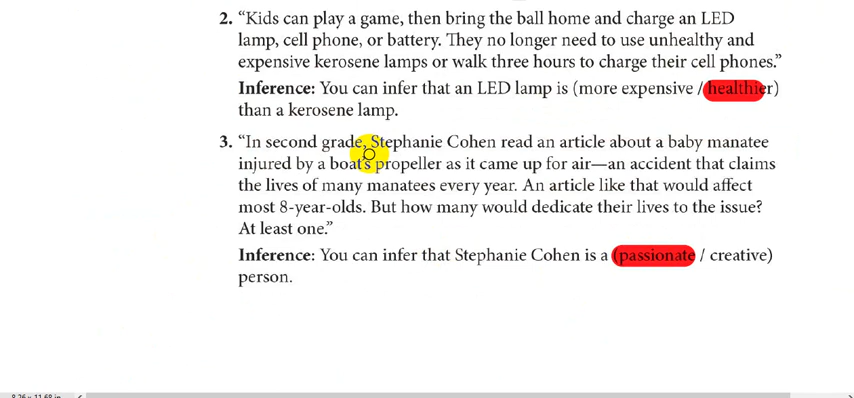 2. “Kids can play a game, then bring the ball home and charge an LED
lamp, cell phone, or battery. They no longer need to use unhealthy and
expensive kerosene lamps or walk three hours to charge their cell phones.”
Inference: You can infer that an LED lamp is (more expensive / healthier)
than a kerosene lamp.
3. “In second grade, Stephanie Cohen read an article about a baby manatee
injured by a boat’s propeller as it came up for air—an accident that claims
the lives of many manatees every year. An article like that would affect
most 8-year-olds. But how many would dedicate their lives to the issue?
At least one.”
Inference: You can infer that Stephanie Cohen is a (passionate / creative)
person.
8.26 x 11.68 in